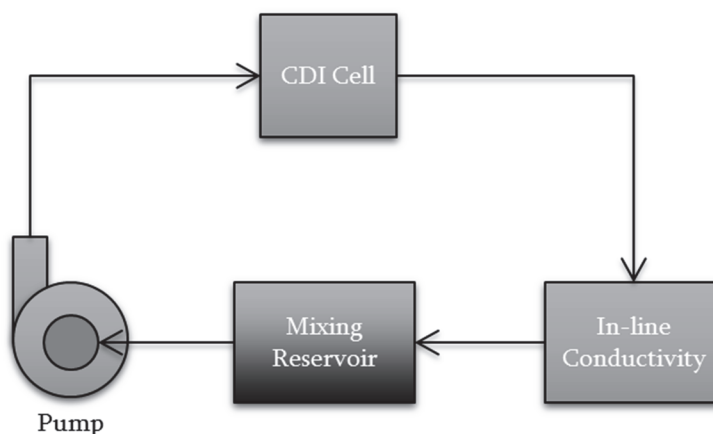 CDI Cell
Mixing
Reservoir
In-line
Conductivity
Pump